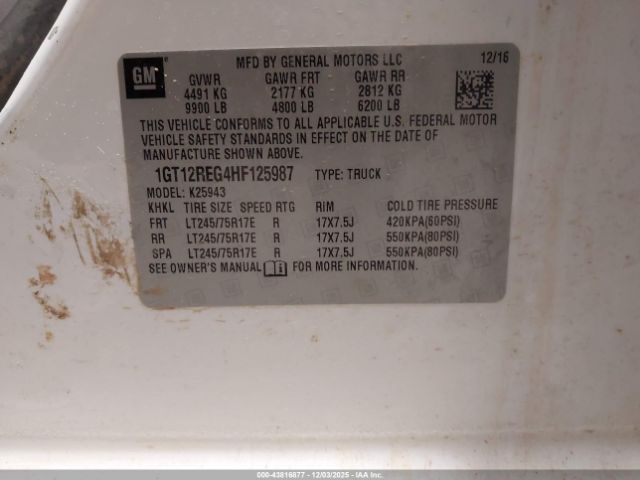 GM
MFD BY GENERAL MOTORS LLC 12/16
GVWR GAWR FRT GAWR RR
4491 KG 2177 KG 2812 KG
9900 LB 4800 LB 6200 LB
THIS VEHICLE CONFORMS TO ALL APPLICABLE U.S. FEDERAL MOTOR
VEHICLE SAFETY STANDARDS IN EFFECT ON THE DATE OF
MANUFACTURE SHOWN ABOVE.
1GT12REG4HF125987 TYPE: TRUCK
MODEL: K25943
KHKL TIRE SIZE SPEED RTG RIM COLD TIRE PRESSURE
FRT LT245/75R17E R 17X7.5J 420KPA(60PSI)
RR LT245/75R17E R 17X7.5J 550KPA(80PSI)
SPA LT245/75R17E R 17X7.5J 550KPA(80PSI)
SEE OWNER'S MANUAL FOR MORE INFORMATION.
000-43816877 - 12/03/2025 - IAA Inc.